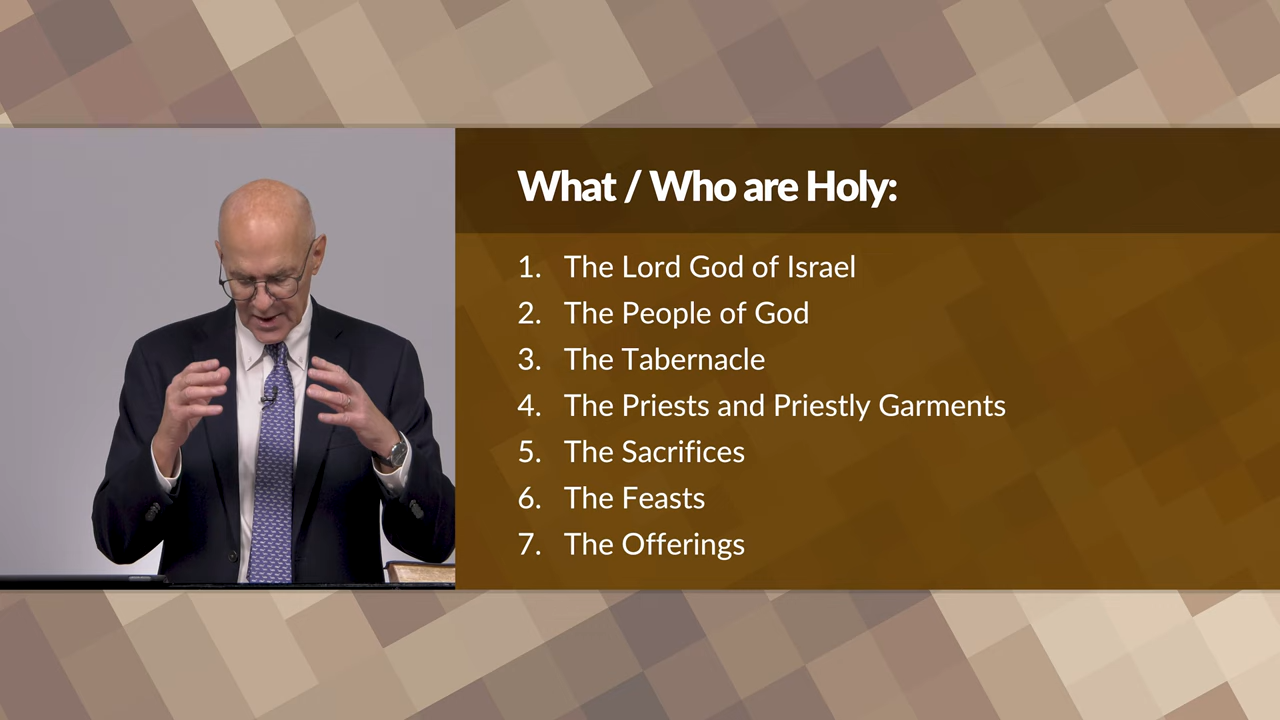 What / Who are Holy:
1. The Lord God of Israel
2. The People of God
3. The Tabernacle
4. The Priests and Priestly Garments
5. The Sacrifices
6. The Feasts
7. The Offerings